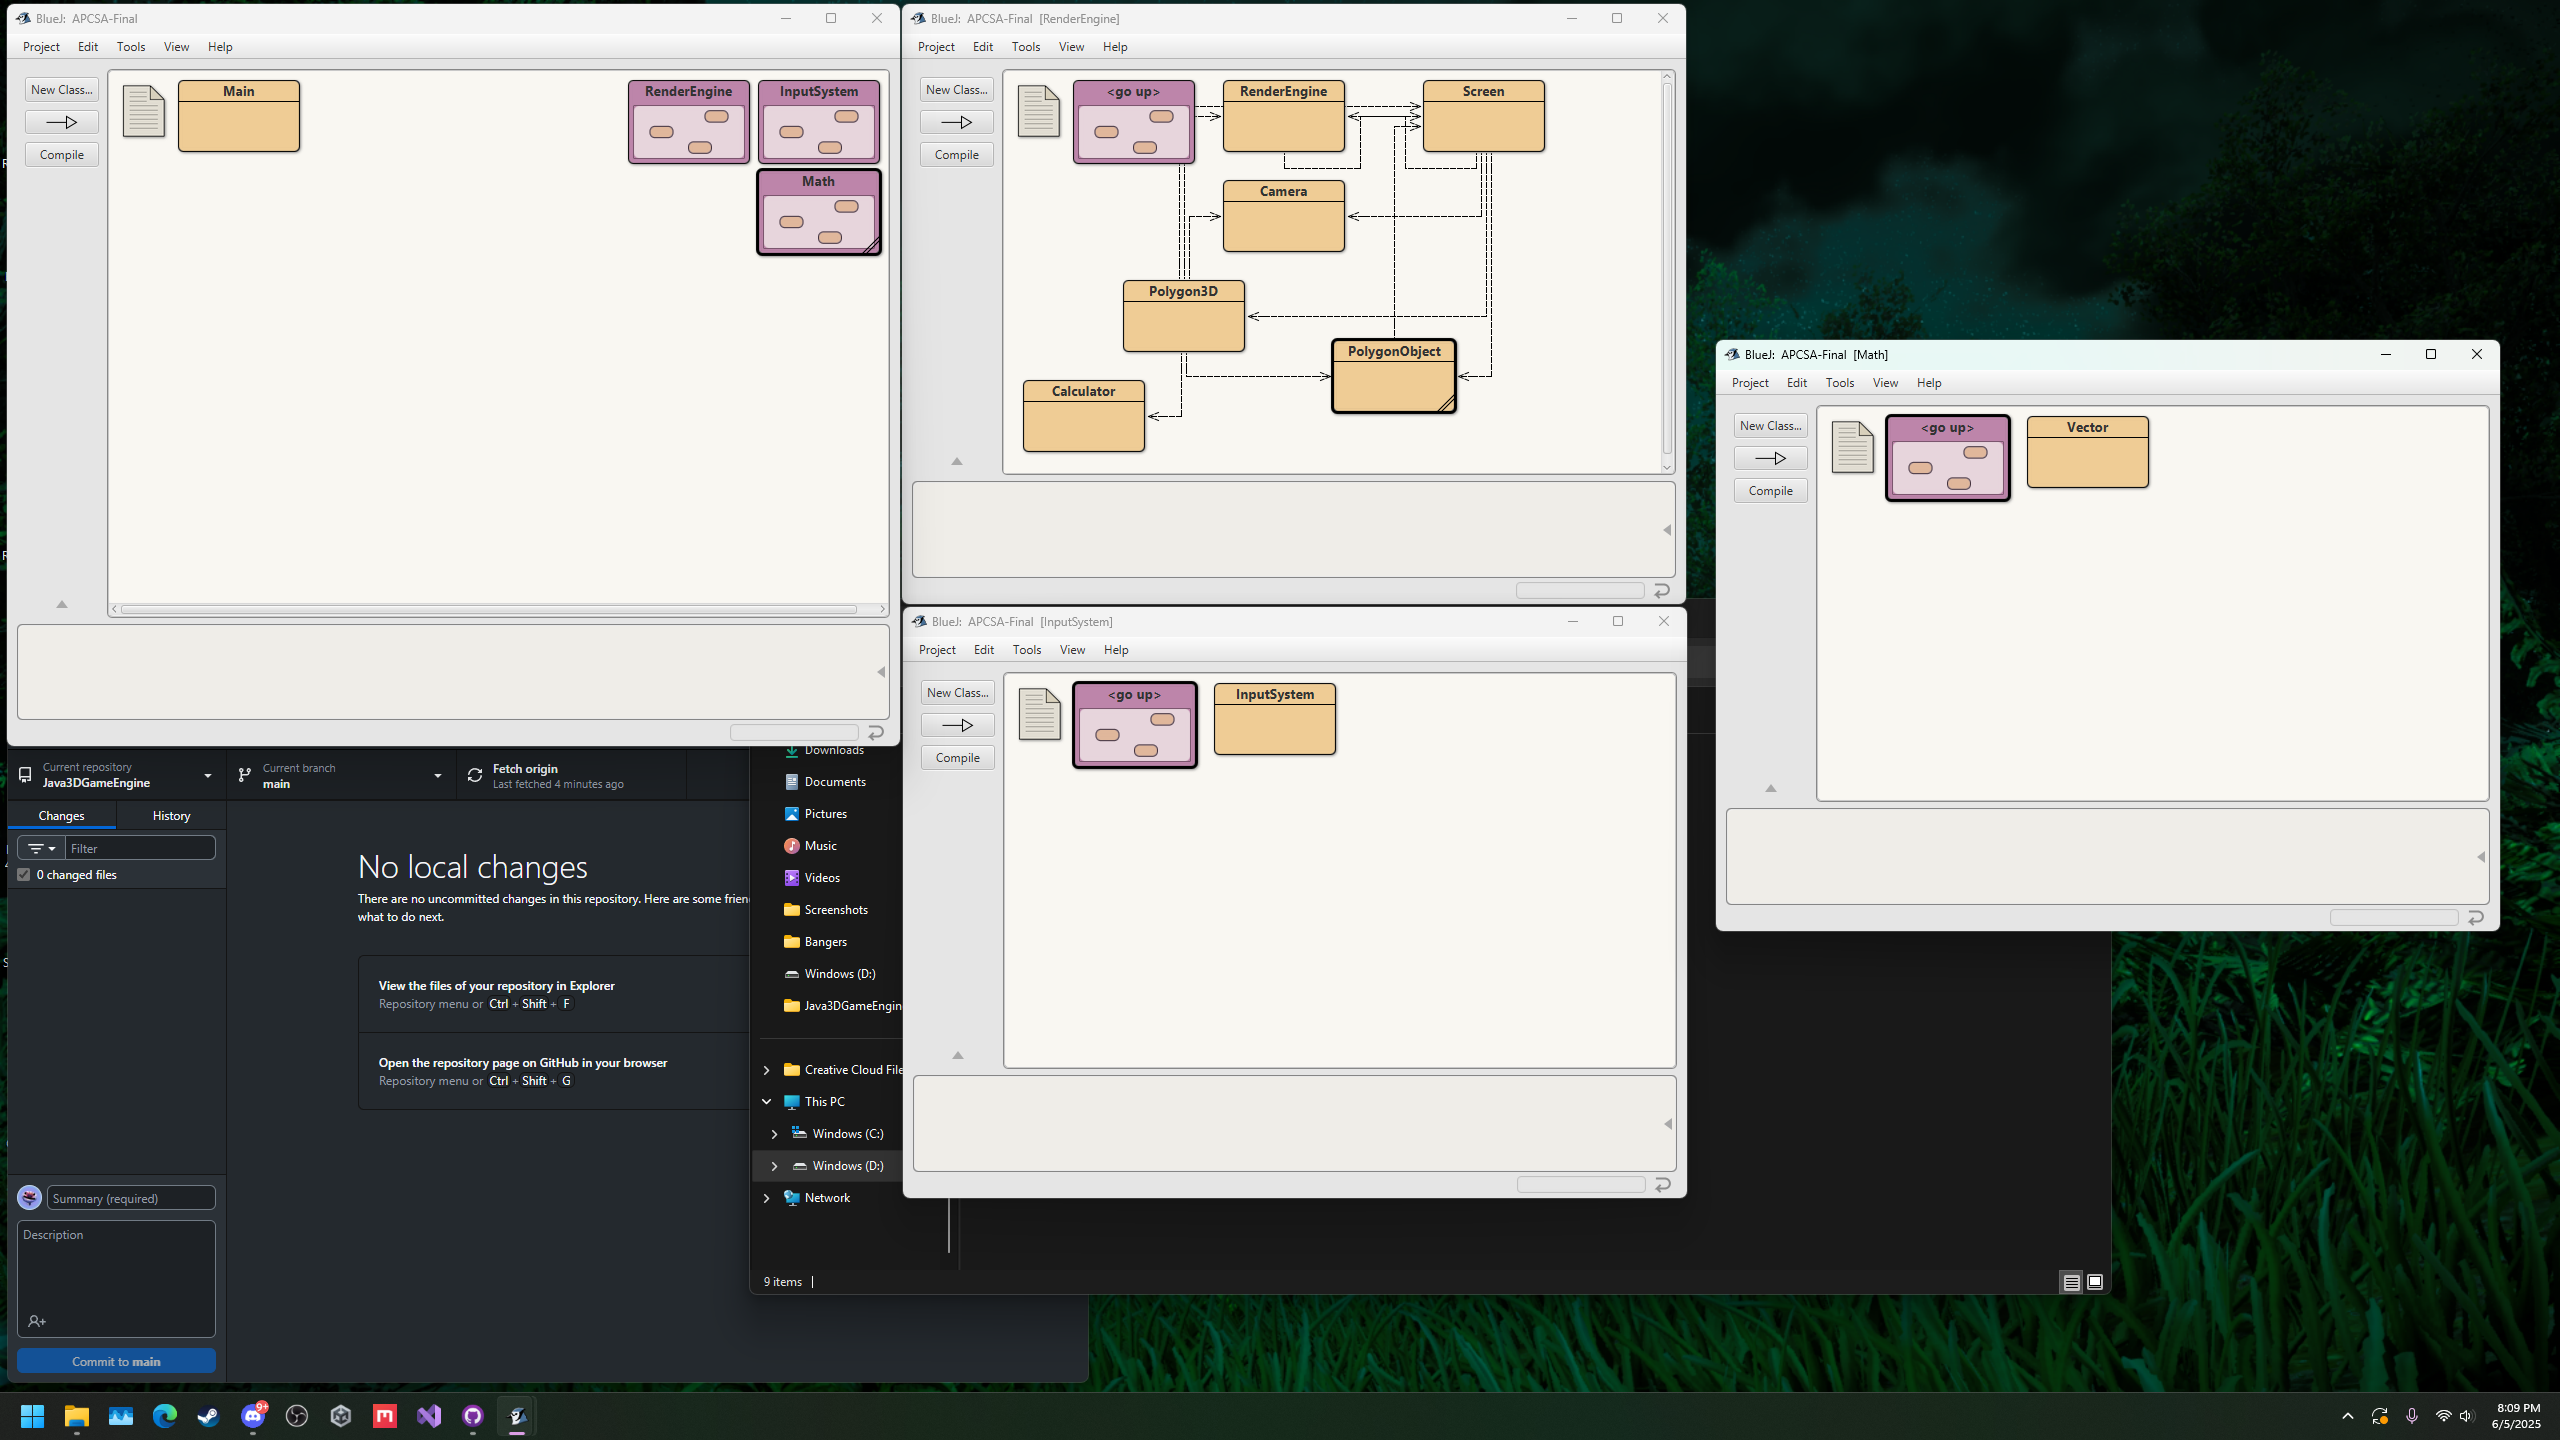 BlueJ: APCSA-Final
Project Edit Tools View Help
New Class...
Compile
Main
RenderEngine
InputSystem
Math
BlueJ: APCSA-Final [RenderEngine]
Project Edit Tools View Help
New Class...
Compile
<go up>
RenderEngine
Screen
Camera
Polygon3D
PolygonObject
Calculator
BlueJ: APCSA-Final [Math]
Project Edit Tools View Help
New Class...
Compile
<go up>
Vector
BlueJ: APCSA-Final [InputSystem]
Project Edit Tools View Help
New Class...
Compile
<go up>
InputSystem
Current repository
Java3DGameEngine
Current branch
main
Fetch origin
Last fetched 4 minutes ago
Changes
History
Filter
0 changed files
No local changes
There are no uncommitted changes in this repository. Here are some frien
what to do next.
View the files of your repository in Explorer
Repository menu or Ctrl + Shift + F
Open the repository page on GitHub in your browser
Repository menu or Ctrl + Shift + G
Summary (required)
Description
Commit to main
Downloads
Documents
Pictures
Music
Videos
Screenshots
Bangers
Windows (D:)
Java3DGameEngin
Creative Cloud File
This PC
Windows (C:)
Windows (D:)
Network
9 items
9+
8:09 PM
6/5/2025